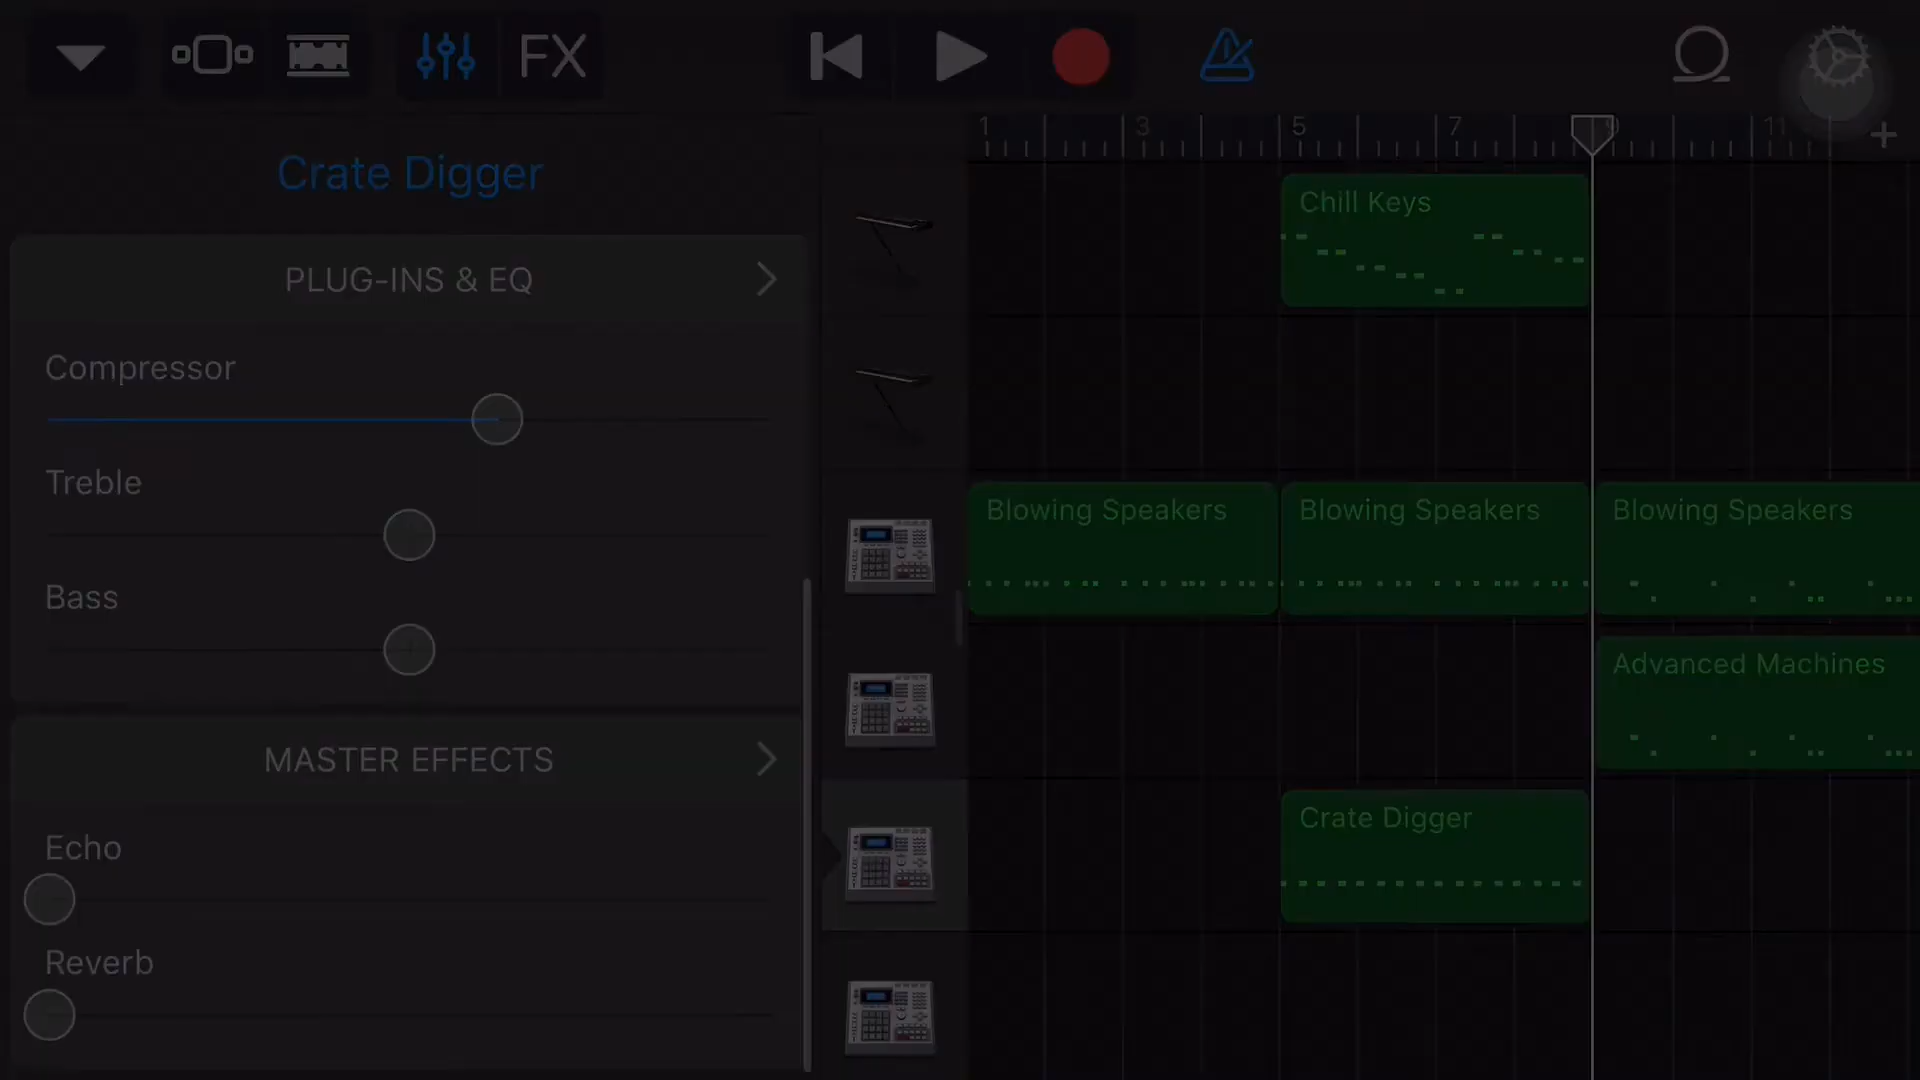 FX
1
3
5
7
9
11
Crate Digger
PLUG-INS & EQ
Compressor
Treble
Bass
MASTER EFFECTS
Echo
Reverb
Chill Keys
Blowing Speakers
Blowing Speakers
Blowing Speakers
Advanced Machines
Crate Digger